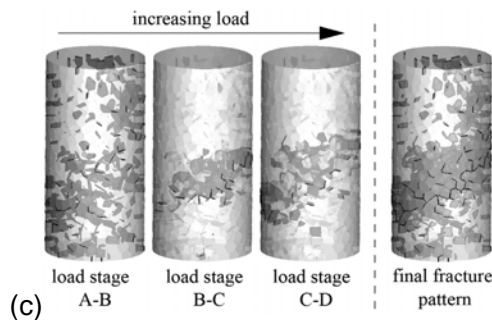 increasing load
load stage
A-B
load stage
B-C
load stage
C-D
final fracture
pattern
(c)